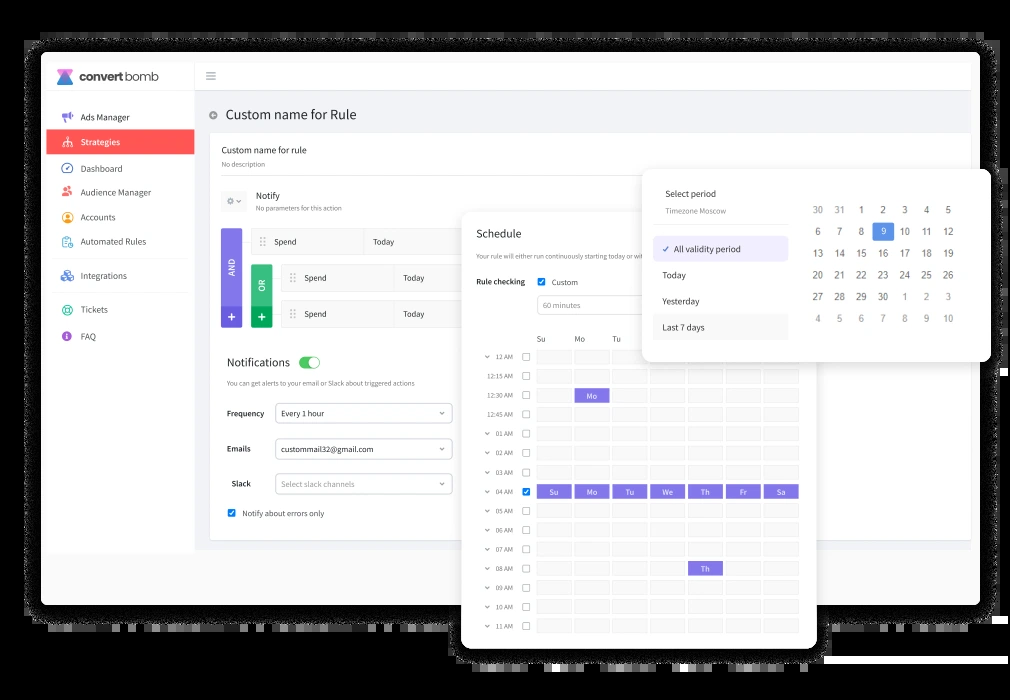 convertbomb
Ads Manager
Strategies
Dashboard
Audience Manager
Accounts
Automated Rules
Integrations
Tickets
FAQ
Custom name for Rule
Custom name for rule
No description
Notify
No parameters for this action
AND
+
OR
+
Spend Today
Spend Today
Spend Today
Notifications
You can get alerts to your email or Slack about triggered actions
Frequency Every 1 hour
Emails custommail32@gmail.com
Slack Select slack channels
Notify about errors only
Schedule
Your rule will either run continuously starting today or
Rule checking Custom
60 minutes
Su Mo Tu
12 AM
12:15 AM
12:30 AM Mo
12:45 AM
01 AM
02 AM
03 AM
04 AM Su Mo Tu We Th Fr Sa
05 AM
06 AM
07 AM
08 AM Th
09 AM
10 AM
11 AM
Select period
Timezone Moscow
All validity period
Today
Yesterday
Last 7 days
30 31 1 2 3 4 5
6 7 8 9 10 11 12
13 14 15 16 17 18 19
20 21 22 23 24 25 26
27 28 29 30 1 2 3
4 5 6 7 8 9 10